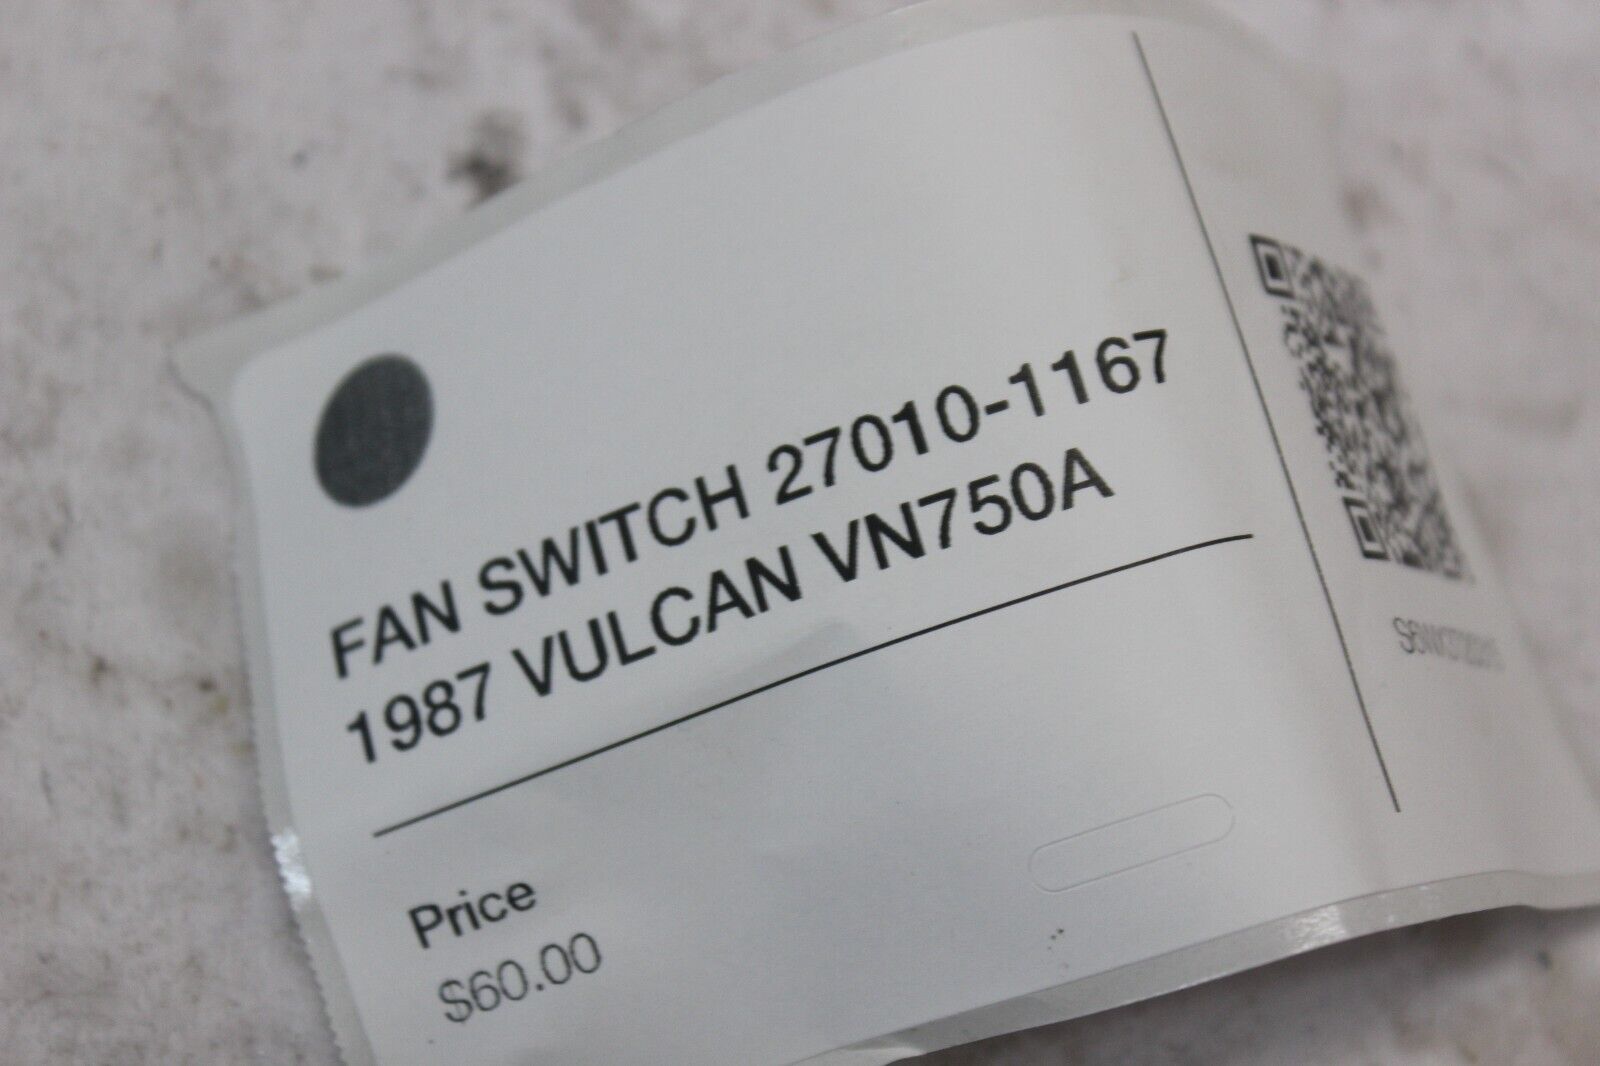 FAN SWITCH 27010-1167
1987 VULCAN VN750A
Price
$60.00